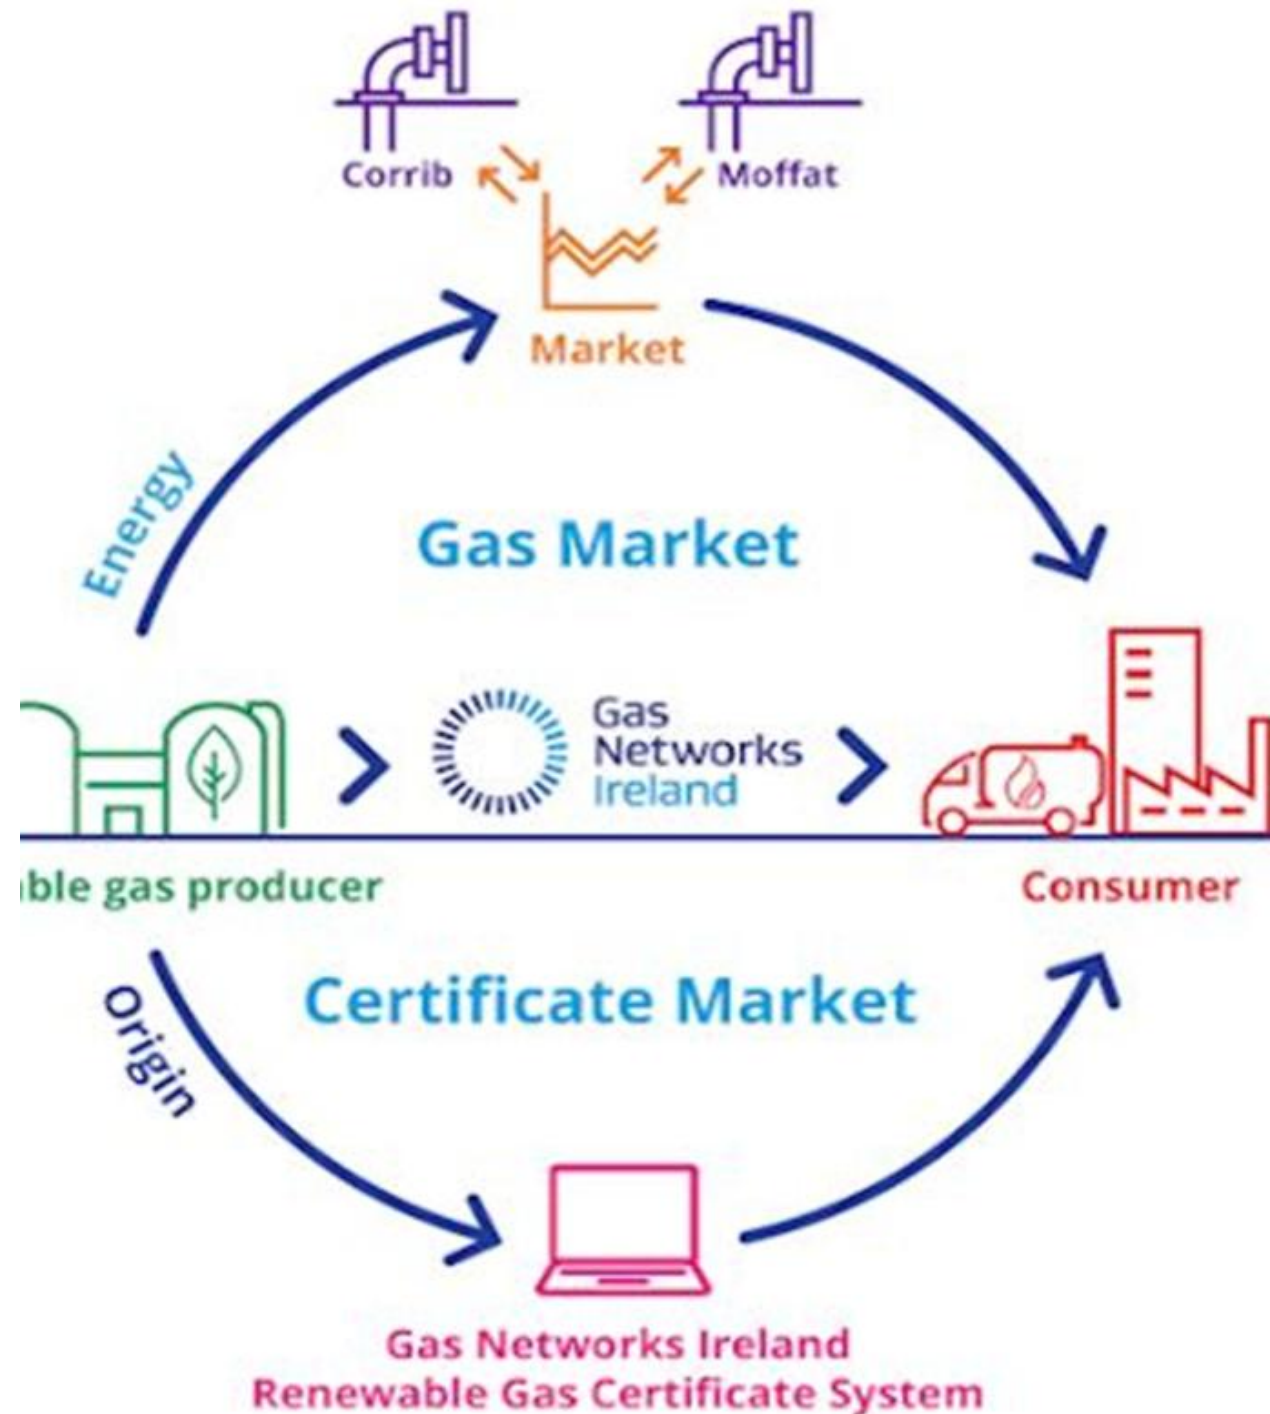 Corrib
Moffat
Market
Energy
Gas Market
Gas
Networks
Ireland
able gas producer
Consumer
Origin
Certificate Market
Gas Networks Ireland
Renewable Gas Certificate System